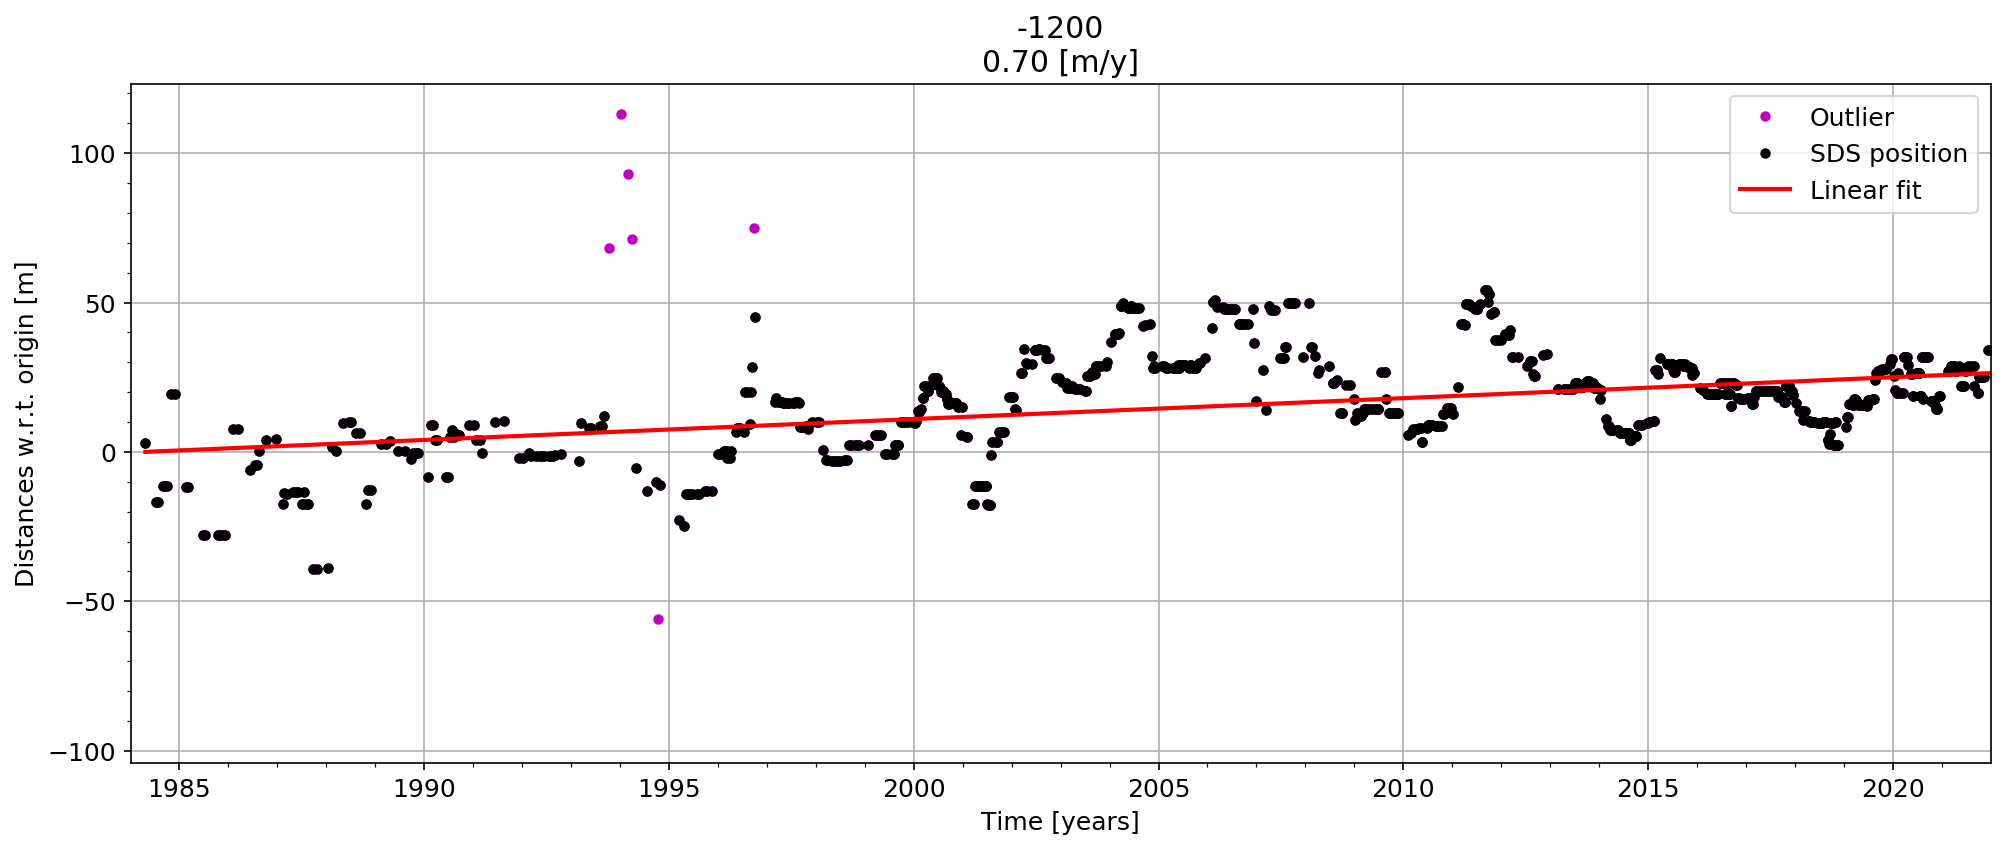 -1200
0.70 [m/y]
Outlier
SDS position
Linear fit
Distances w.r.t. origin [m]
100
50
0
−50
−100
1985 1990 1995 2000 2005 2010 2015 2020
Time [years]